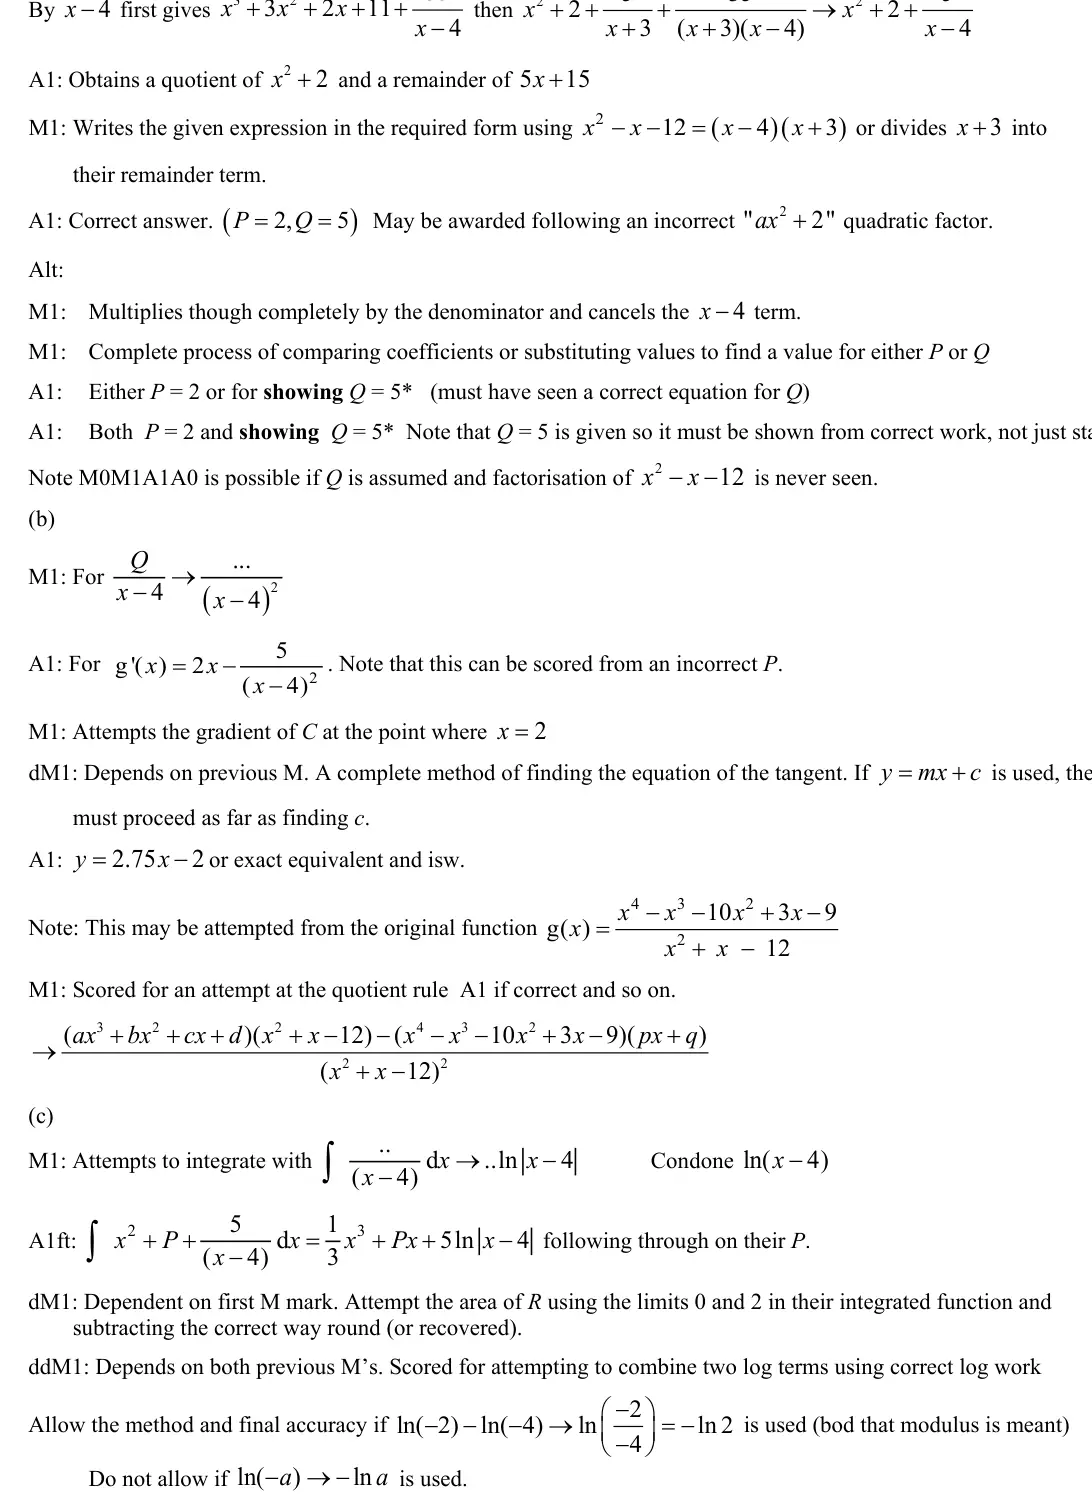 By x − 4 first gives x³ + 3x² + 2x + 11 + —/(x − 4) then x² + 2 + —/(x + 3) + —/((x + 3)(x − 4)) → x² + 2 + —/(x − 4)
A1: Obtains a quotient of x² + 2 and a remainder of 5x + 15
M1: Writes the given expression in the required form using x² − x − 12 = (x − 4)(x + 3) or divides x + 3 into
their remainder term.
A1: Correct answer. (P = 2, Q = 5) May be awarded following an incorrect "ax² + 2" quadratic factor.
Alt:
M1: Multiplies though completely by the denominator and cancels the x − 4 term.
M1: Complete process of comparing coefficients or substituting values to find a value for either P or Q
A1: Either P = 2 or for showing Q = 5* (must have seen a correct equation for Q)
A1: Both P = 2 and showing Q = 5* Note that Q = 5 is given so it must be shown from correct work, not just sta
Note M0M1A1A0 is possible if Q is assumed and factorisation of x² − x − 12 is never seen.
(b)
M1: For Q/(x − 4) → .../(x − 4)²
A1: For g'(x) = 2x − 5/(x − 4)². Note that this can be scored from an incorrect P.
M1: Attempts the gradient of C at the point where x = 2
dM1: Depends on previous M. A complete method of finding the equation of the tangent. If y = mx + c is used, the
must proceed as far as finding c.
A1: y = 2.75x − 2 or exact equivalent and isw.
Note: This may be attempted from the original function g(x) = (x⁴ − x³ − 10x² + 3x − 9)/(x² + x − 12)
M1: Scored for an attempt at the quotient rule A1 if correct and so on.
→ ((ax³ + bx² + cx + d)(x² + x − 12) − (x⁴ − x³ − 10x² + 3x − 9)(px + q))/(x² + x − 12)²
(c)
M1: Attempts to integrate with ∫ ../(x − 4) dx → ..ln|x − 4| Condone ln(x − 4)
A1ft: ∫ x² + P + 5/(x − 4) dx = 1/3 x³ + Px + 5ln|x − 4| following through on their P.
dM1: Dependent on first M mark. Attempt the area of R using the limits 0 and 2 in their integrated function and
subtracting the correct way round (or recovered).
ddM1: Depends on both previous M’s. Scored for attempting to combine two log terms using correct log work
Allow the method and final accuracy if ln(−2) − ln(−4) → ln(−2/−4) = −ln 2 is used (bod that modulus is meant)
Do not allow if ln(−a) → −ln a is used.